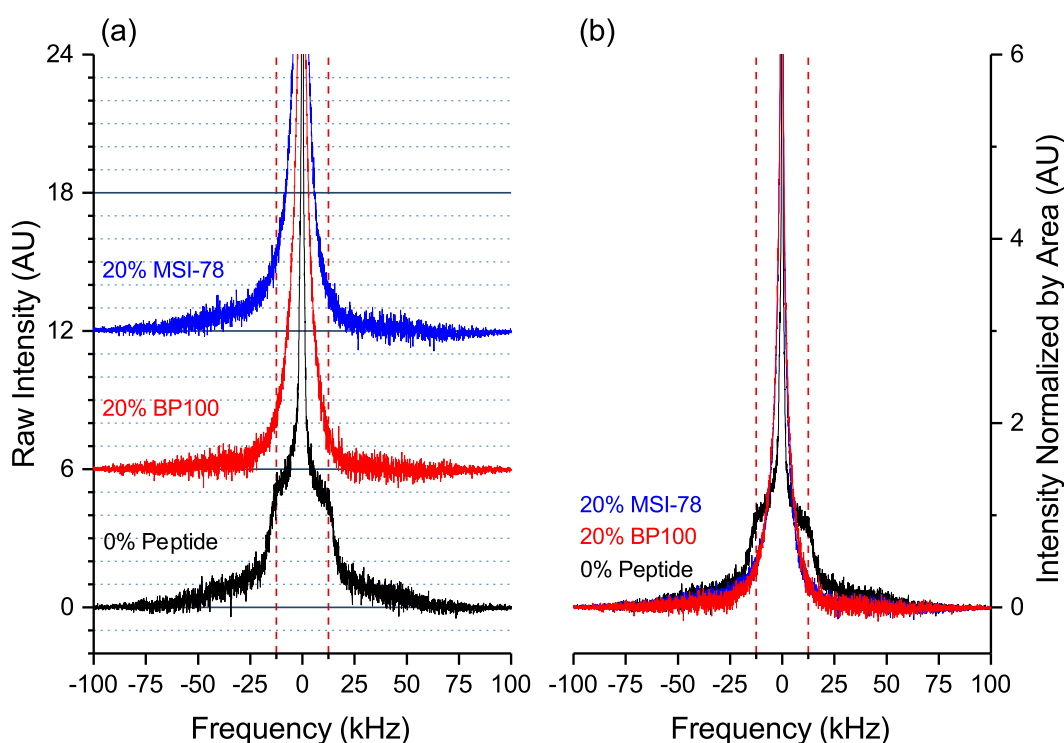 (a)
(b)
24
18
12
6
0
Raw Intensity (AU)
20% MSI-78
20% BP100
0% Peptide
-100 -75 -50 -25 0 25 50 75 100
Frequency (kHz)
20% MSI-78
20% BP100
0% Peptide
6
4
2
0
Intensity Normalized by Area (AU)
-100 -75 -50 -25 0 25 50 75 100
Frequency (kHz)